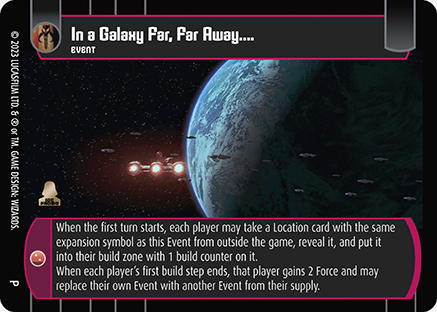 In a Galaxy Far, Far Away....
EVENT
© 2023 LUCASFILM LTD. & ® or TM. GAME DESIGN: WIZARDS.
When the first turn starts, each player may take a Location card with the same
expansion symbol as this Event from outside the game, reveal it, and put it
into their build zone with 1 build counter on it.
When each player's first build step ends, that player gains 2 Force and may
replace their own Event with another Event from their supply.
P